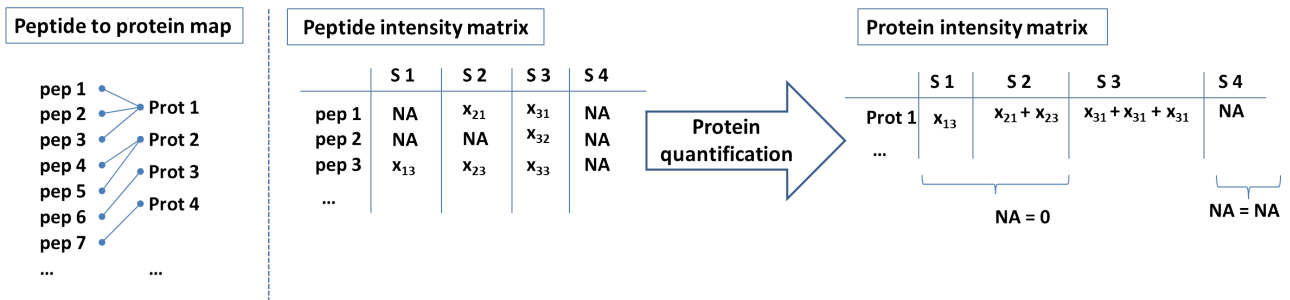 Peptide to protein map
pep 1
pep 2
pep 3
pep 4
pep 5
pep 6
pep 7
...
Prot 1
Prot 2
Prot 3
Prot 4
...
Peptide intensity matrix
S 1 S 2 S 3 S 4
pep 1 NA x21 x31 NA
pep 2 NA NA x32 NA
pep 3 x13 x23 x33 NA
...
Protein
quantification
Protein intensity matrix
S 1 S 2 S 3 S 4
Prot 1 x13 x21 + x23 x31 + x31 + x31 NA
...
NA = 0
NA = NA